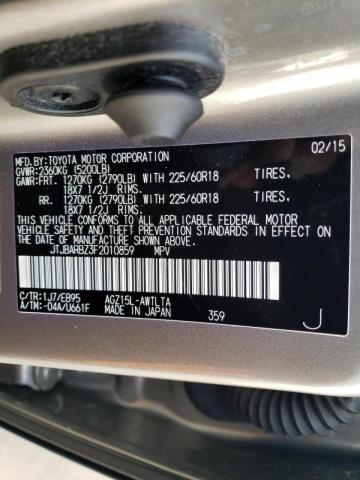 MFD.BY:TOYOTA MOTOR CORPORATION 02/15
GVWR:2360KG (5200LB)
GAWR:FRT. 1270KG (2790LB) WITH 225/60R18 TIRES,
18X7 1/2J RIMS.
RR. 1270KG (2790LB) WITH 225/60R18 TIRES,
18X7 1/2J RIMS.
THIS VEHICLE CONFORMS TO ALL APPLICABLE FEDERAL MOTOR
VEHICLE SAFETY, BUMPER, AND THEFT PREVENTION STANDARDS IN
EFFECT ON THE DATE OF MANUFACTURE SHOWN ABOVE.
JTJBARBZ3F2010859 MPV
C/TR:1J7/EB95 AGZ15L-AWTLTA
A/TM:-04A/U661F MADE IN JAPAN 359 J